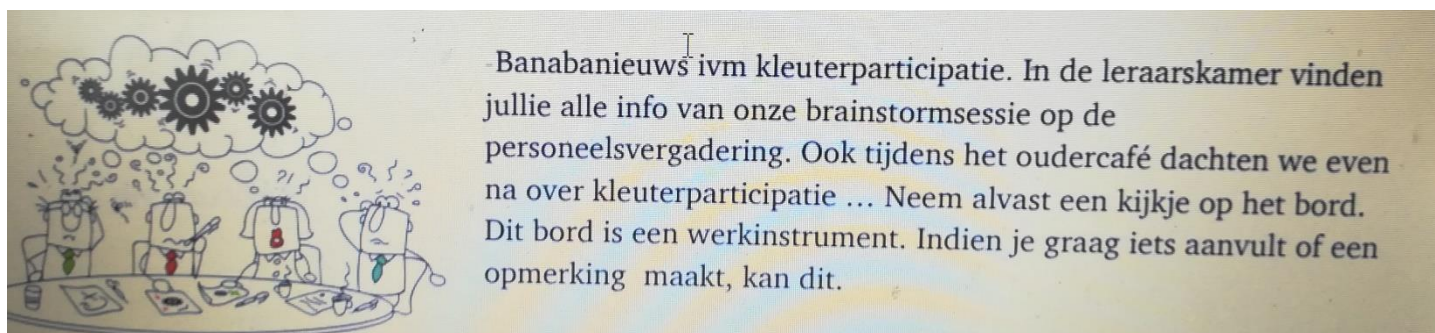 Banabanieuws ivm kleuterparticipatie. In de leraarskamer vinden
jullie alle info van onze brainstormsessie op de
personeelsvergadering. Ook tijdens het oudercafé dachten we even
na over kleuterparticipatie ... Neem alvast een kijkje op het bord.
Dit bord is een werkinstrument. Indien je graag iets aanvult of een
opmerking maakt, kan dit.